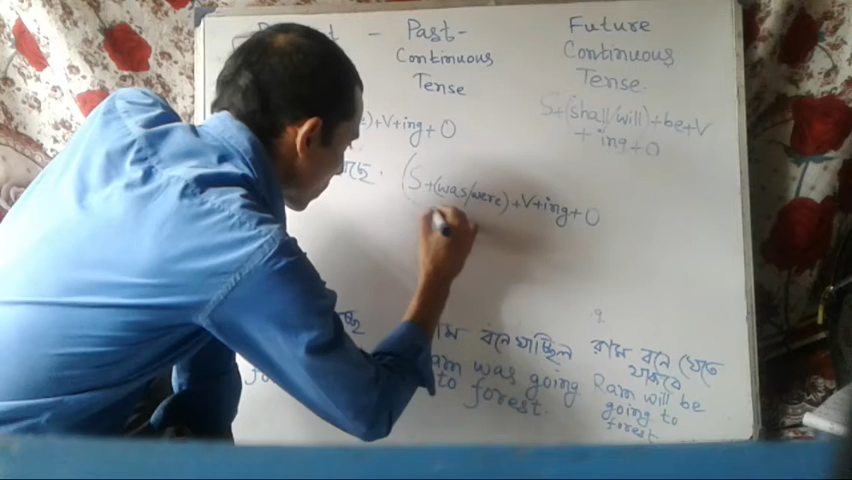 - Past -
Continuous
Tense
Future
Continuous
Tense.
)+V+ing+O
S+(shall/will)+be+V
+ing+O
(S+(was/were)+V+ing+O
রাম বনে যাচ্ছিল
Ram was going
to forest.
রাম বনে যেতে
থাকবে
Ram will be
going to
forest